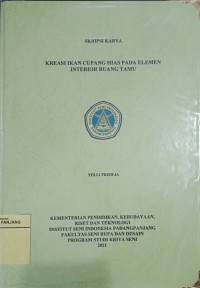 SKRIPSI KARYA
KREASI IKAN CUPANG HIAS PADA ELEMEN
INTERIOR RUANG TAMU
KEMENTERIAN PENDIDIKAN, KEBUDAYAAN,
RISET DAN TEKNOLOGI
INSTITUT SENI INDONESIA PADANGPANJANG
FAKULTAS SENI RUPA DAN DESAIN
PROGRAM STUDI KRIYA SENI
PANJANG